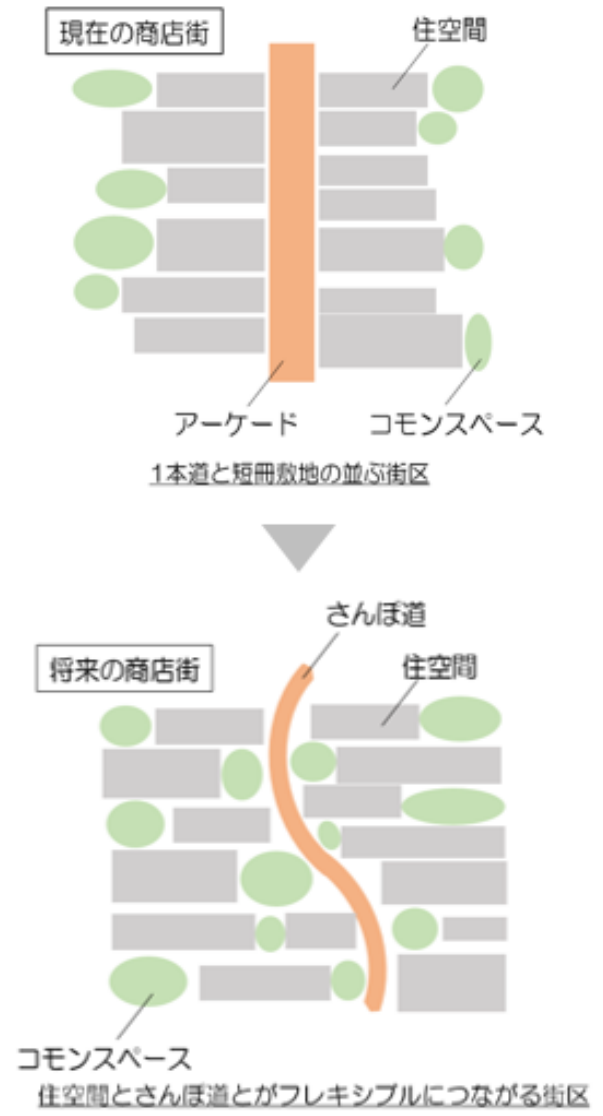 現在の商店街
住空間
アーケード
コモンスペース
1本道と短冊敷地の並ぶ街区
さんぽ道
将来の商店街
住空間
コモンスペース
住空間とさんぽ道とがフレキシブルにつながる街区